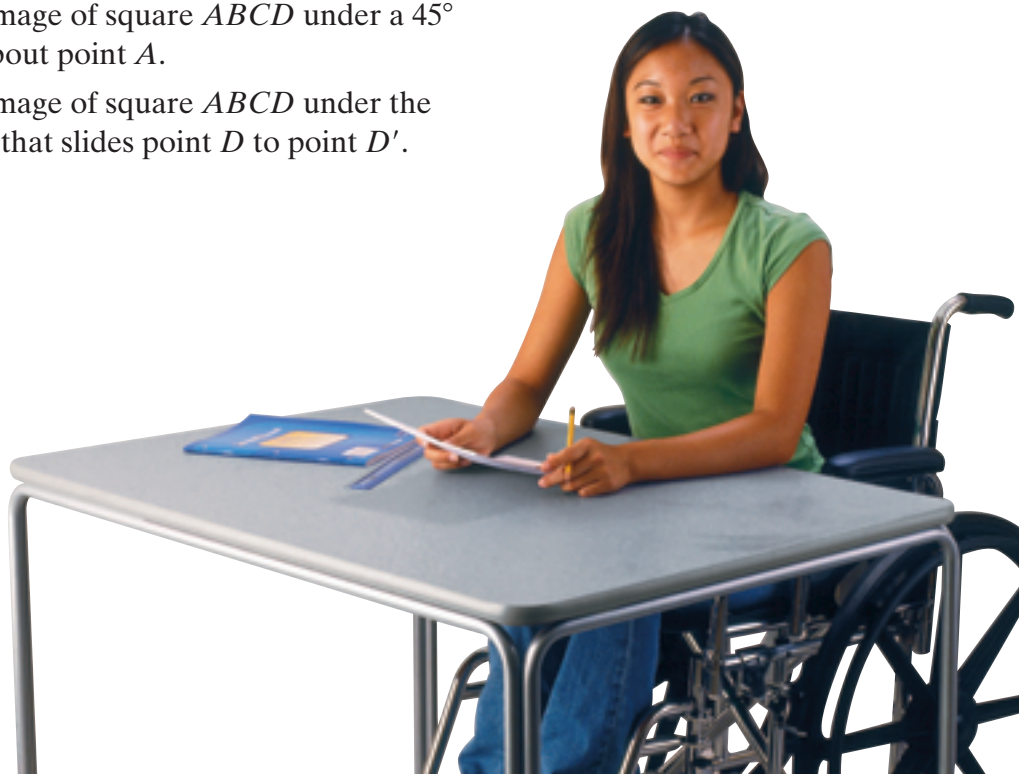 mage of square ABCD under a 45°
bout point A.
mage of square ABCD under the
that slides point D to point D′.